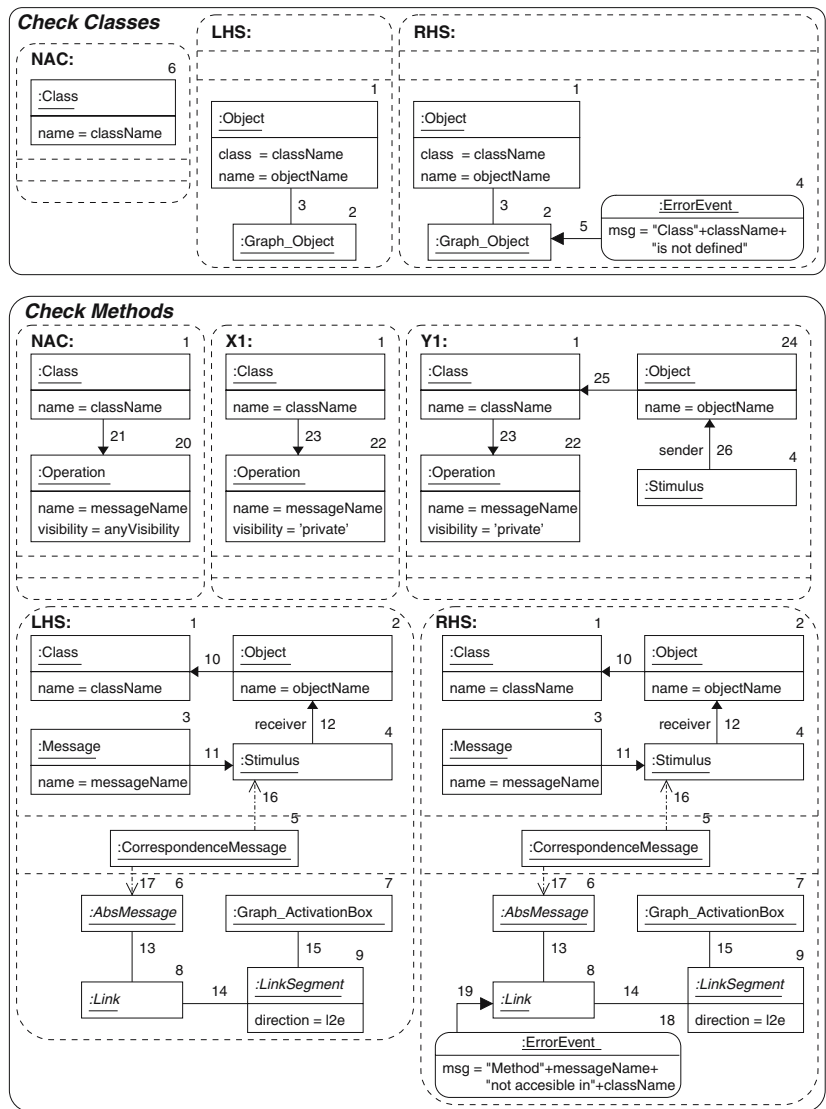 Check Classes
NAC:
6
:Class
name = className
LHS:
1
:Object
class = className
name = objectName
3
2
:Graph_Object
RHS:
1
:Object
class = className
name = objectName
3
2
:Graph_Object
5
4
:ErrorEvent
msg = "Class"+className+
"is not defined"
Check Methods
NAC:
1
:Class
name = className
21
20
:Operation
name = messageName
visibility = anyVisibility
X1:
1
:Class
name = className
23
22
:Operation
name = messageName
visibility = 'private'
Y1:
1
:Class
name = className
23
22
:Operation
name = messageName
visibility = 'private'
25
24
:Object
name = objectName
sender
26
4
:Stimulus
LHS:
1
:Class
name = className
10
2
:Object
name = objectName
receiver
12
3
:Message
name = messageName
11
4
:Stimulus
16
5
:CorrespondenceMessage
17
6
:AbsMessage
7
:Graph_ActivationBox
13
15
8
:Link
14
9
:LinkSegment
direction = l2e
RHS:
1
:Class
name = className
10
2
:Object
name = objectName
receiver
12
3
:Message
name = messageName
11
4
:Stimulus
16
5
:CorrespondenceMessage
17
6
:AbsMessage
7
:Graph_ActivationBox
13
15
19
8
:Link
14
9
:LinkSegment
direction = l2e
18
:ErrorEvent
msg = "Method"+messageName+
"not accesible in"+className